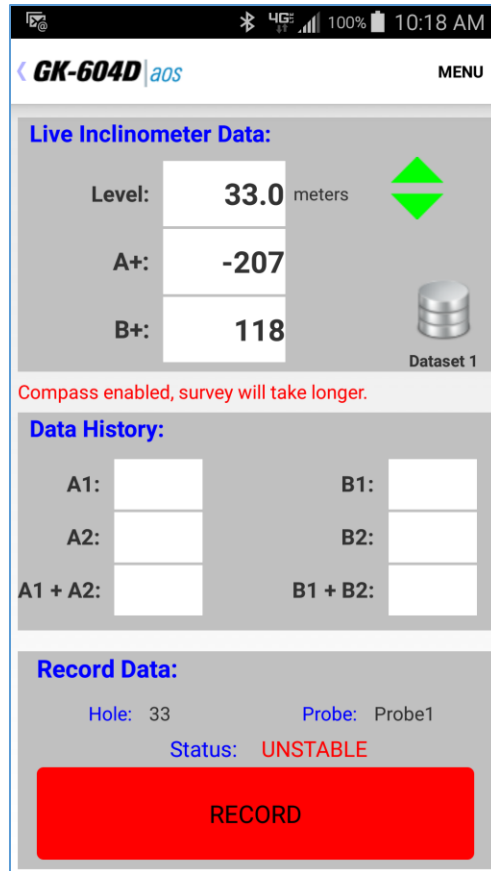 4G 100% 10:18 AM
GK-604D|aos MENU
Live Inclinometer Data:
Level: 33.0 meters
A+: -207
B+: 118
Dataset 1
Compass enabled, survey will take longer.
Data History:
A1: B1:
A2: B2:
A1 + A2: B1 + B2:
Record Data:
Hole: 33 Probe: Probe1
Status: UNSTABLE
RECORD